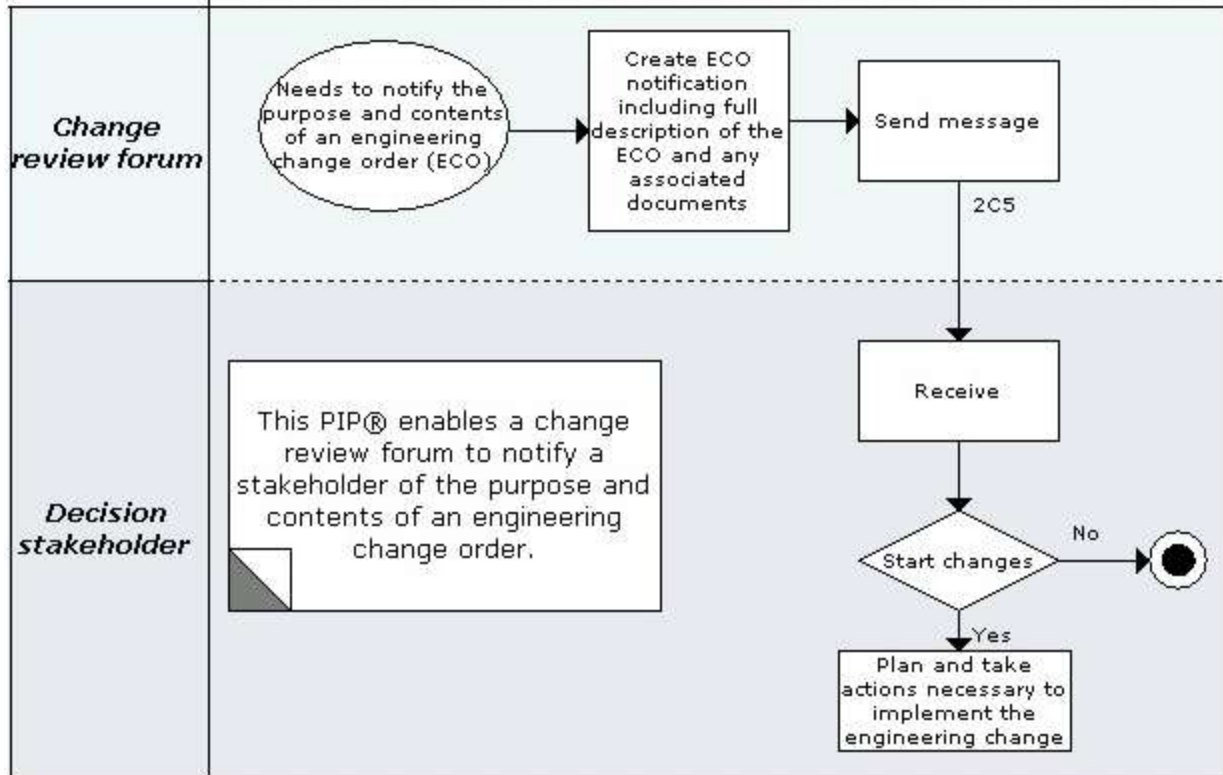 Change
review forum
Needs to notify the
purpose and contents
of an engineering
change order (ECO)
Create ECO
notification
including full
description of the
ECO and any
associated
documents
Send message
2C5
Decision
stakeholder
This PIP® enables a change
review forum to notify a
stakeholder of the purpose and
contents of an engineering
change order.
Receive
Start changes
No
Yes
Plan and take
actions necessary to
implement the
engineering change